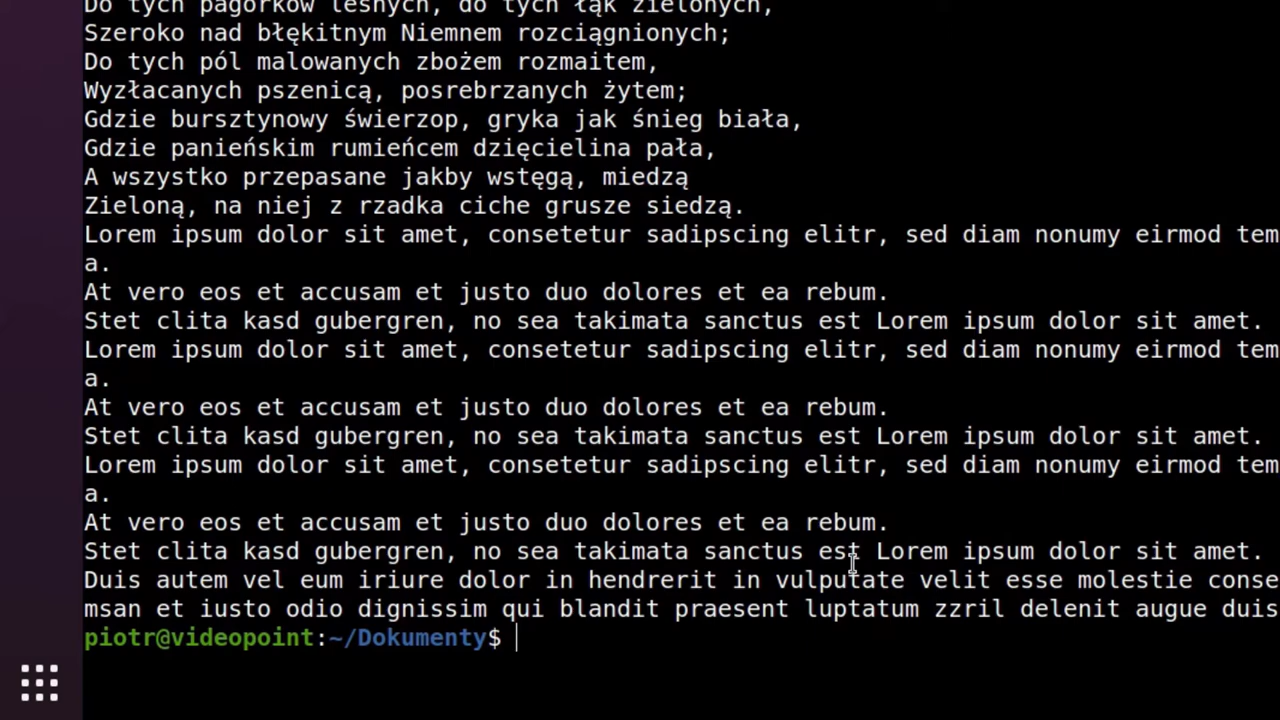 Do tych pagórków leśnych, do tych łąk zielonych,
Szeroko nad błękitnym Niemnem rozciągnionych;
Do tych pól malowanych zbożem rozmaitem,
Wyzłacanych pszenicą, posrebrzanych żytem;
Gdzie bursztynowy świerzop, gryka jak śnieg biała,
Gdzie panieńskim rumieńcem dzięcielina pała,
A wszystko przepasane jakby wstęgą, miedzą
Zieloną, na niej z rzadka ciche grusze siedzą.
Lorem ipsum dolor sit amet, consetetur sadipscing elitr, sed diam nonumy eirmod tem
a.
At vero eos et accusam et justo duo dolores et ea rebum.
Stet clita kasd gubergren, no sea takimata sanctus est Lorem ipsum dolor sit amet.
Lorem ipsum dolor sit amet, consetetur sadipscing elitr, sed diam nonumy eirmod tem
a.
At vero eos et accusam et justo duo dolores et ea rebum.
Stet clita kasd gubergren, no sea takimata sanctus est Lorem ipsum dolor sit amet.
Lorem ipsum dolor sit amet, consetetur sadipscing elitr, sed diam nonumy eirmod tem
a.
At vero eos et accusam et justo duo dolores et ea rebum.
Stet clita kasd gubergren, no sea takimata sanctus est Lorem ipsum dolor sit amet.
Duis autem vel eum iriure dolor in hendrerit in vulputate velit esse molestie conse
msan et iusto odio dignissim qui blandit praesent luptatum zzril delenit augue duis
piotr@videopoint:~/Dokumenty$